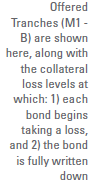 Offered
Tranches (M1 -
B) are shown
here, along with
the collateral
loss levels at
which: 1) each
bond begins
taking a loss,
and 2) the bond
is fully written
down